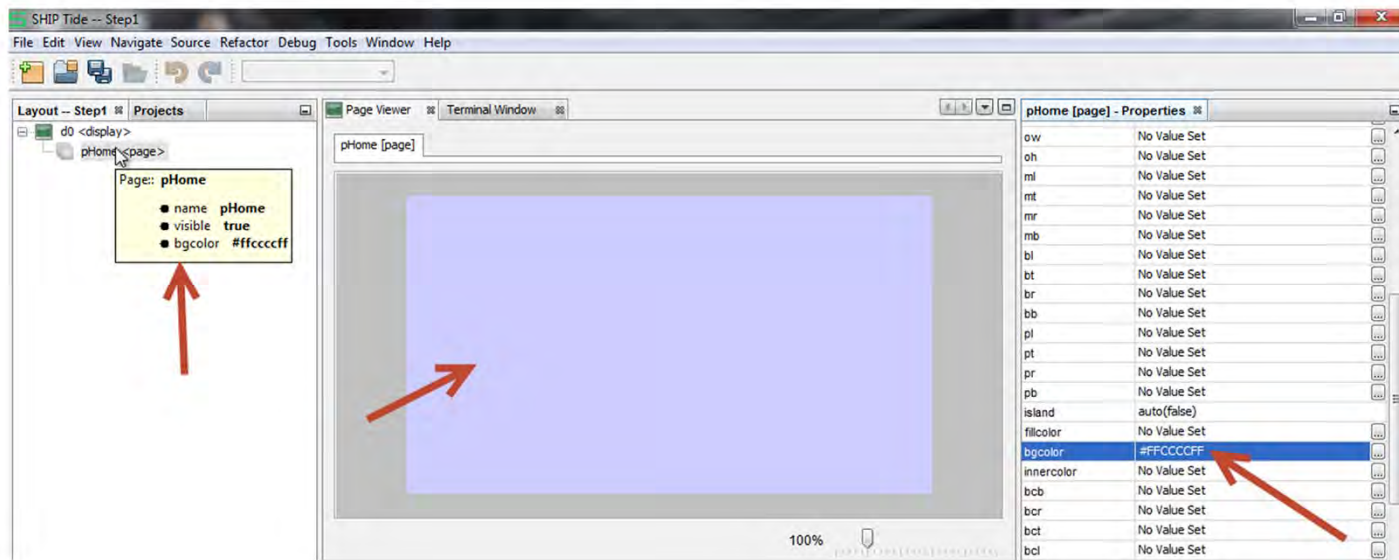 SHIP Tide -- Step1
File Edit View Navigate Source Refactor Debug Tools Window Help
Layout -- Step1 Projects
d0 <display>
pHome <page>
Page:: pHome
name pHome
visible true
bgcolor #ffccccff
Page Viewer Terminal Window
pHome [page]
100%
pHome [page] - Properties
ow No Value Set
oh No Value Set
ml No Value Set
mt No Value Set
mr No Value Set
mb No Value Set
bl No Value Set
bt No Value Set
br No Value Set
bb No Value Set
pl No Value Set
pt No Value Set
pr No Value Set
pb No Value Set
island auto(false)
fillcolor No Value Set
bgcolor #FFCCCCFF
innercolor No Value Set
bcb No Value Set
bcr No Value Set
bct No Value Set
bcl No Value Set